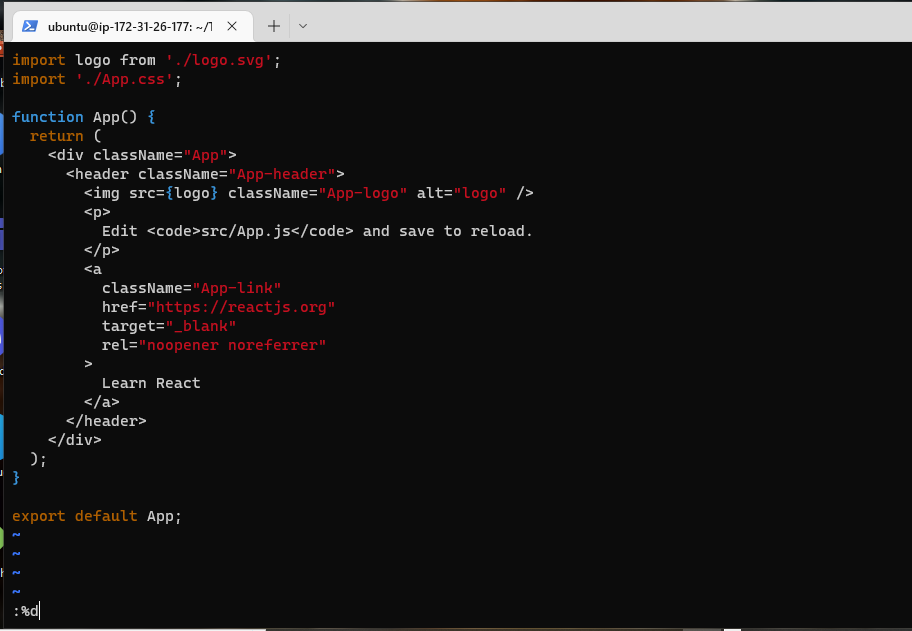 ubuntu@ip-172-31-26-177: ~/
import logo from './logo.svg';
import './App.css';

function App() {
  return (
    <div className="App">
      <header className="App-header">
        <img src={logo} className="App-logo" alt="logo" />
        <p>
          Edit <code>src/App.js</code> and save to reload.
        </p>
        <a
          className="App-link"
          href="https://reactjs.org"
          target="_blank"
          rel="noopener noreferrer"
        >
          Learn React
        </a>
      </header>
    </div>
  );
}

export default App;
~
~
~
~
:%d